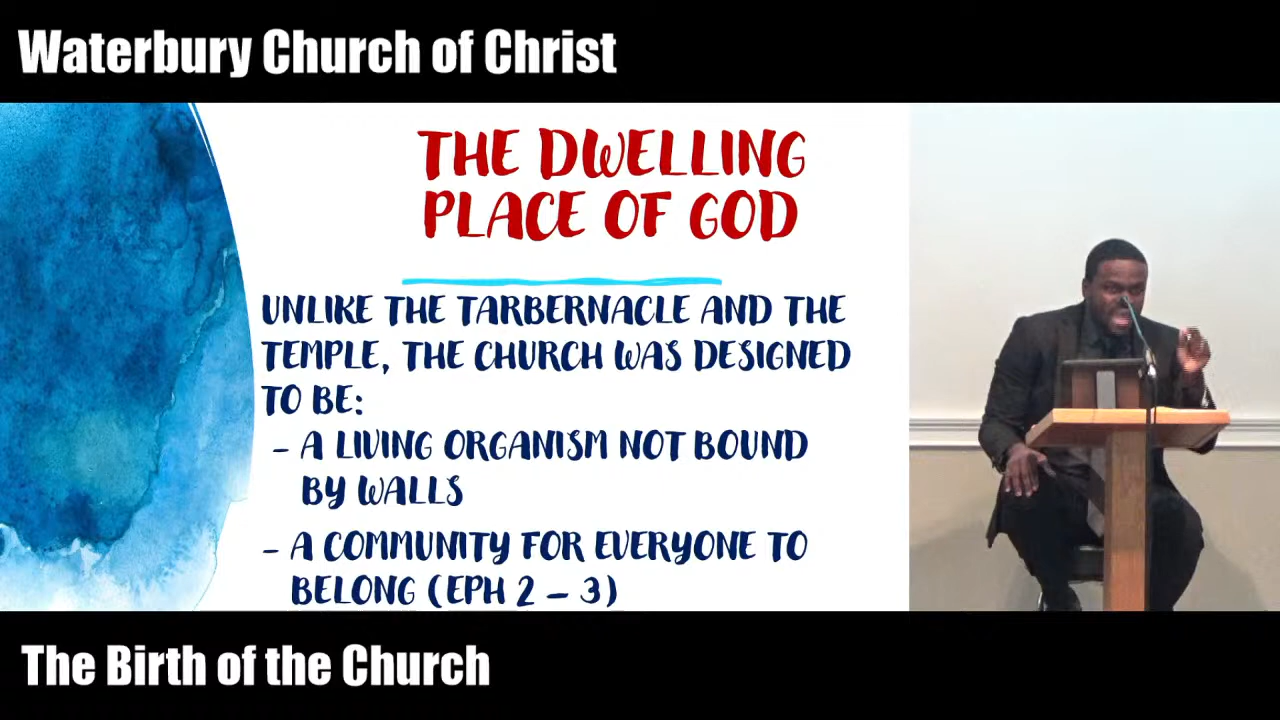 Waterbury Church of Christ
THE DWELLING
PLACE OF GOD
UNLIKE THE TARBERNACLE AND THE
TEMPLE, THE CHURCH WAS DESIGNED
TO BE:
- A LIVING ORGANISM NOT BOUND
BY WALLS
- A COMMUNITY FOR EVERYONE TO
BELONG (EPH 2 – 3)
The Birth of the Church